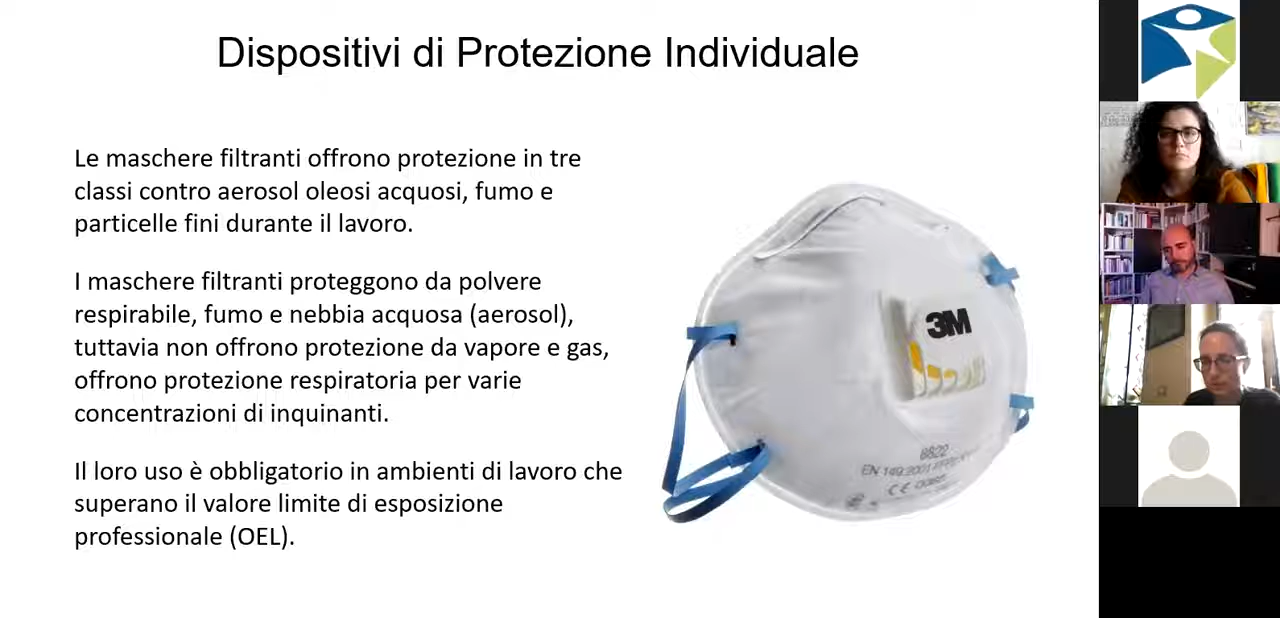 Dispositivi di Protezione Individuale
Le maschere filtranti offrono protezione in tre
classi contro aerosol oleosi acquosi, fumo e
particelle fini durante il lavoro.
I maschere filtranti proteggono da polvere
respirabile, fumo e nebbia acquosa (aerosol),
tuttavia non offrono protezione da vapore e gas,
offrono protezione respiratoria per varie
concentrazioni di inquinanti.
Il loro uso è obbligatorio in ambienti di lavoro che
superano il valore limite di esposizione
professionale (OEL).
3M
8822
EN 149:2001
CE